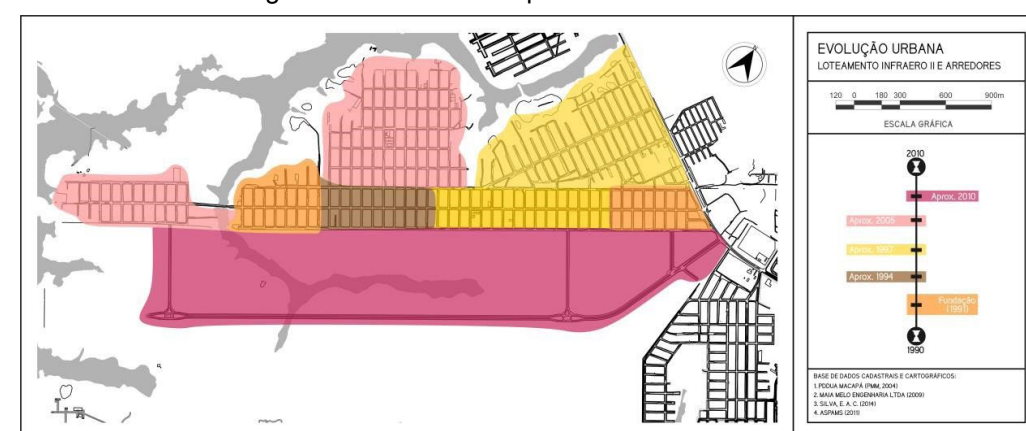 EVOLUÇÃO URBANA
LOTEAMENTO INFRAERO II E ARREDORES
120 0 180 300 600 900m
ESCALA GRÁFICA
2010
Aprox. 2010
Aprox. 2005
Aprox. 1997
Aprox. 1994
Fundação
(1991)
1990
BASE DE DADOS CADASTRAIS E CARTOGRÁFICOS:
1. PDDUA MACAPÁ (PMM, 2004)
2. MAIA MELO ENGENHARIA LTDA (2009)
3. SILVA, E. A. C. (2014)
4. ASPAMS (2011)